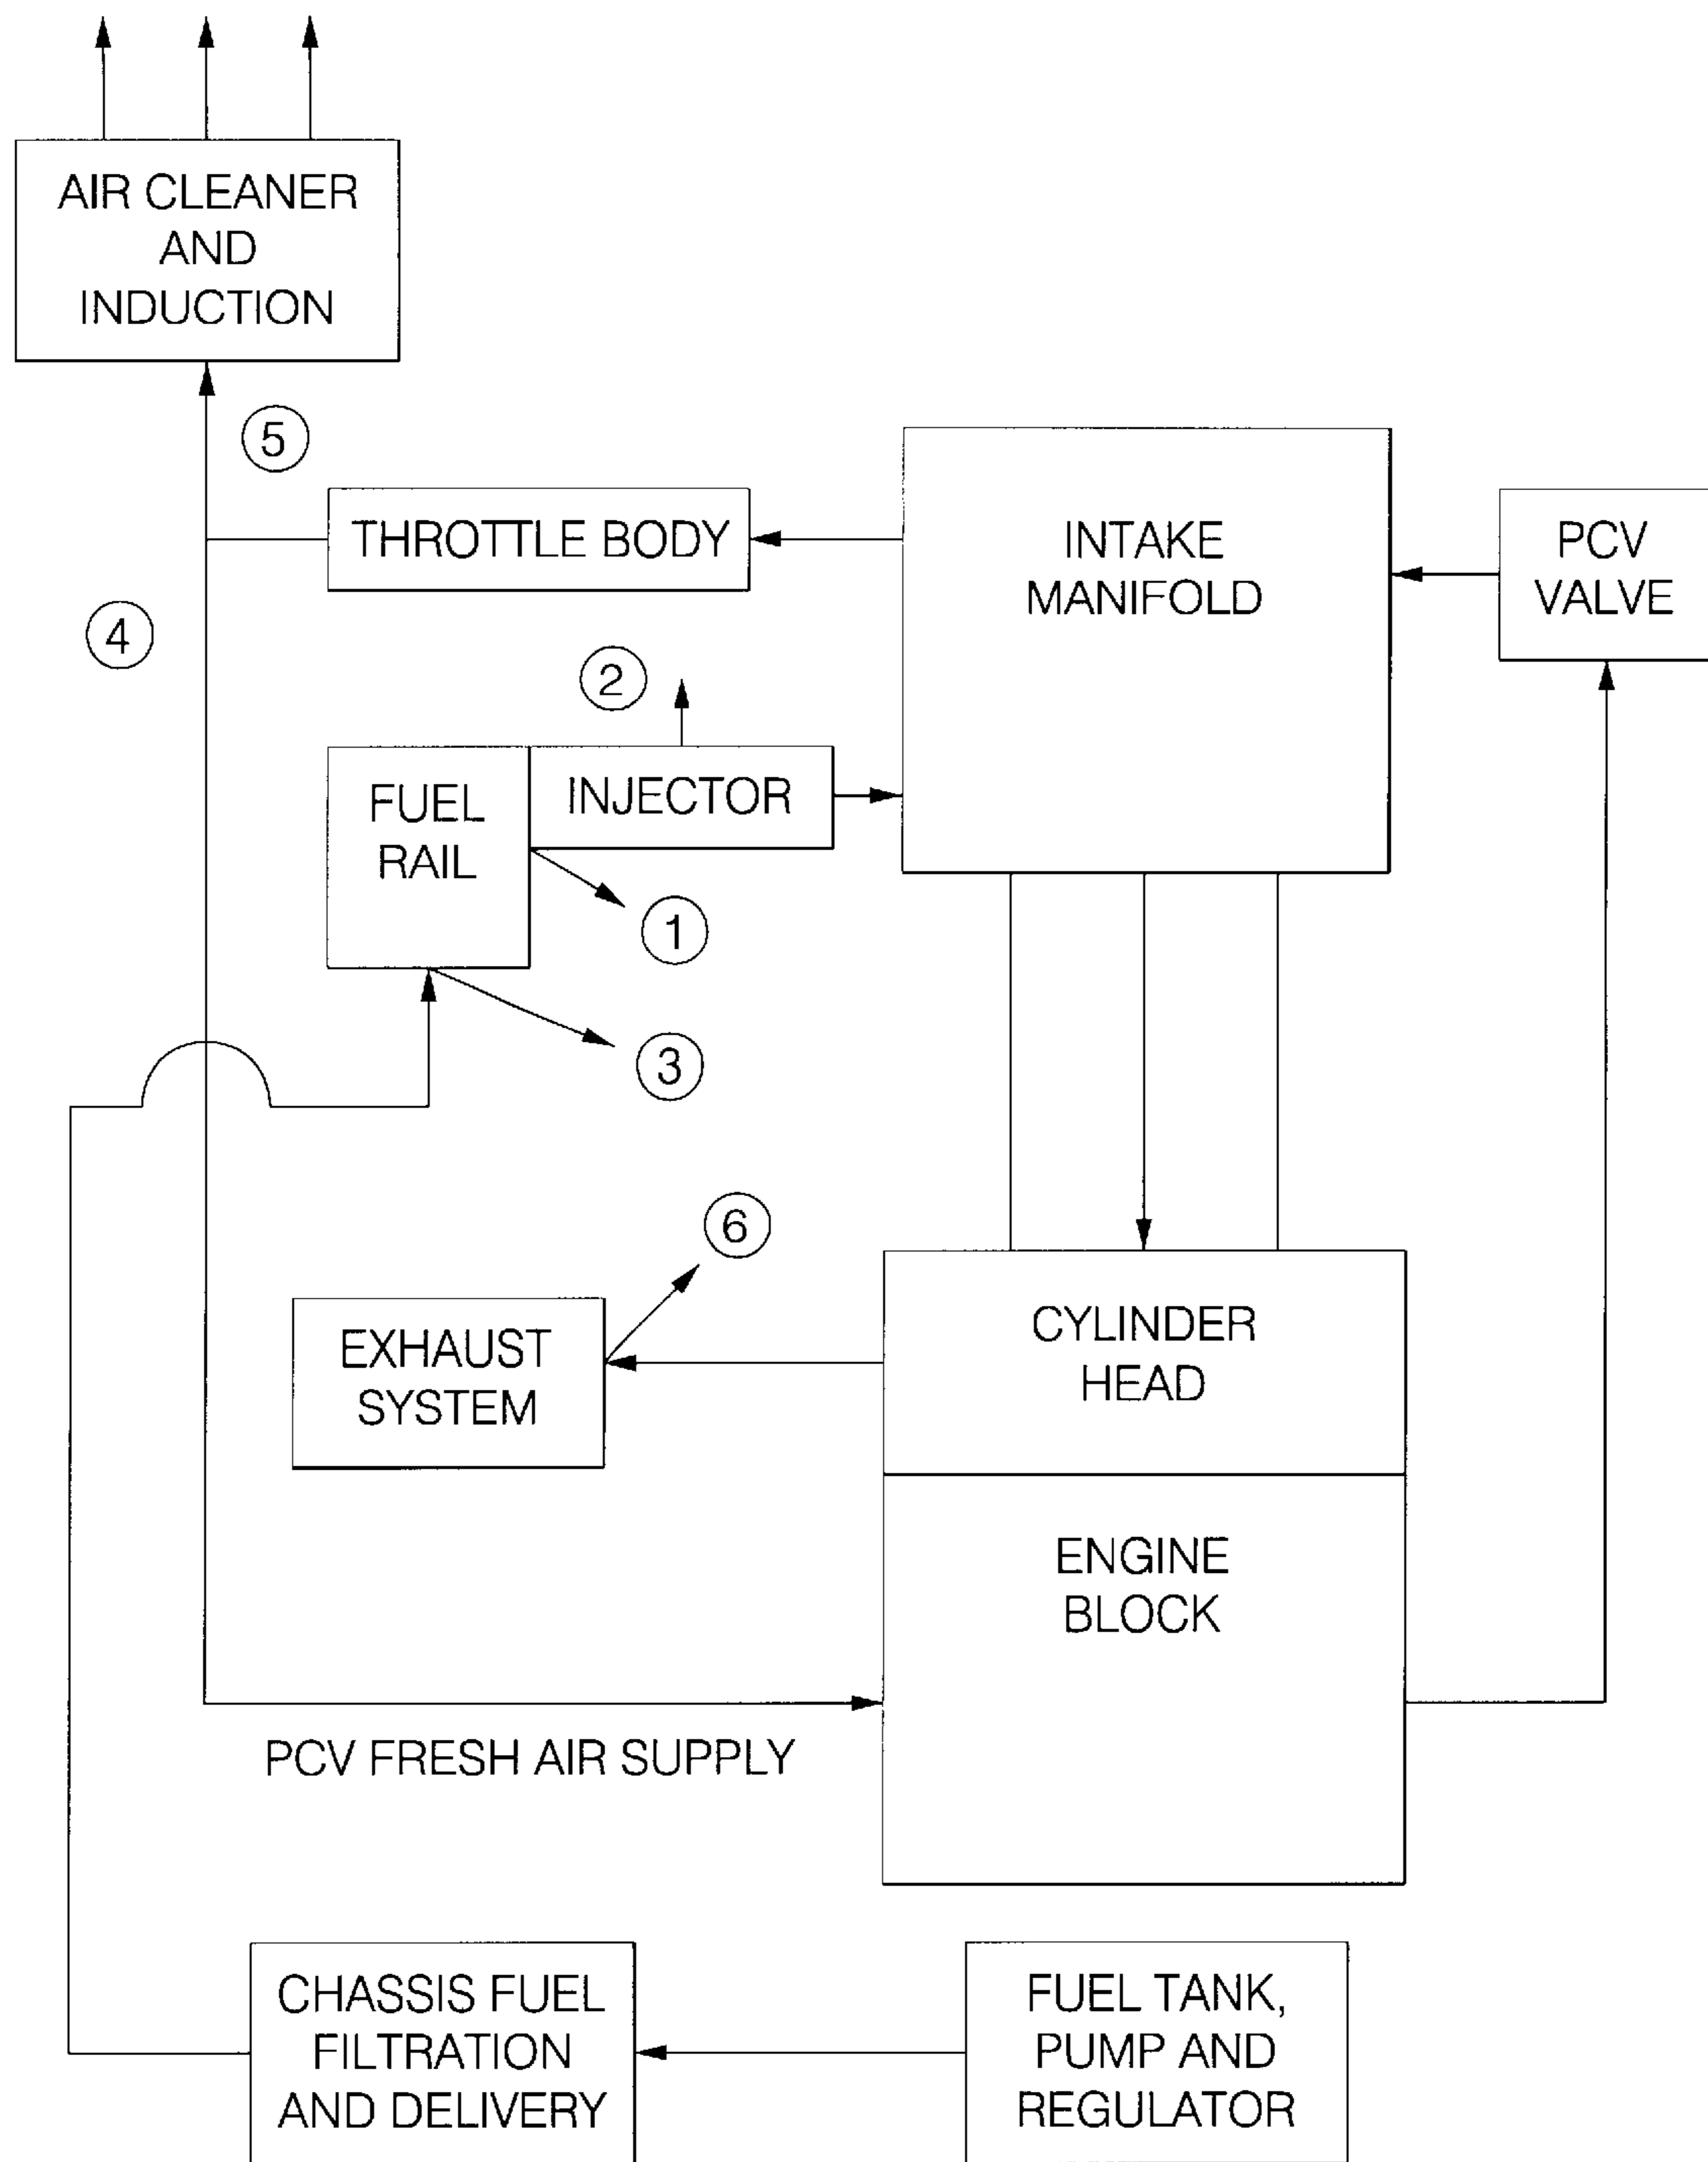 AIR CLEANER
AND
INDUCTION
5
THROTTLE BODY
INTAKE
MANIFOLD
PCV
VALVE
4
2
FUEL
RAIL
INJECTOR
1
3
6
EXHAUST
SYSTEM
CYLINDER
HEAD
ENGINE
BLOCK
PCV FRESH AIR SUPPLY
CHASSIS FUEL
FILTRATION
AND DELIVERY
FUEL TANK,
PUMP AND
REGULATOR